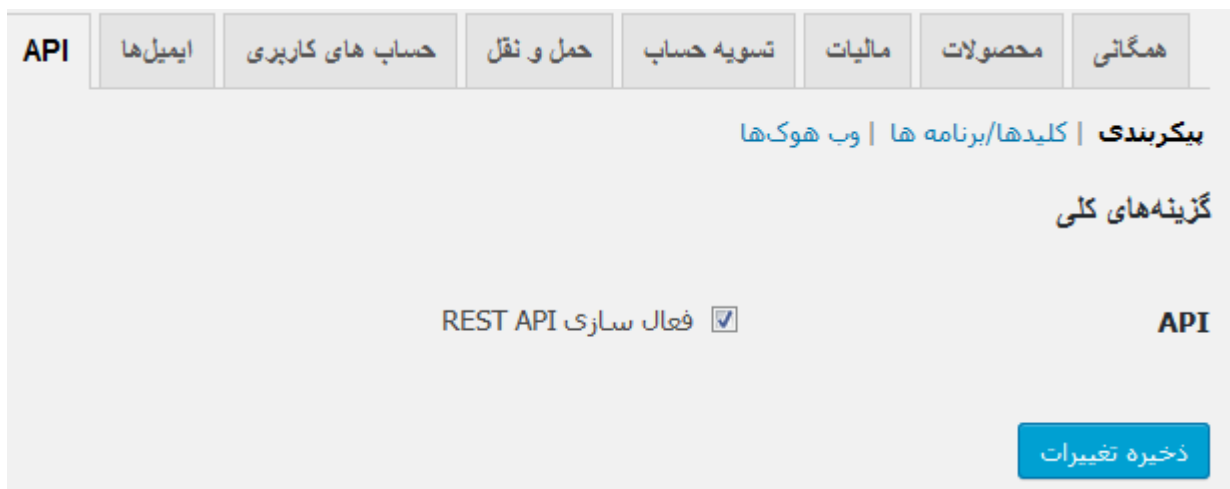 همگانی محصولات مالیات تسویه حساب حمل و نقل حساب های کاربری ایمیل‌ها API
پیکربندی | کلیدها/برنامه ها | وب هوک‌ها
گزینه‌های کلی
API فعال سازی REST API
ذخیره تغییرات